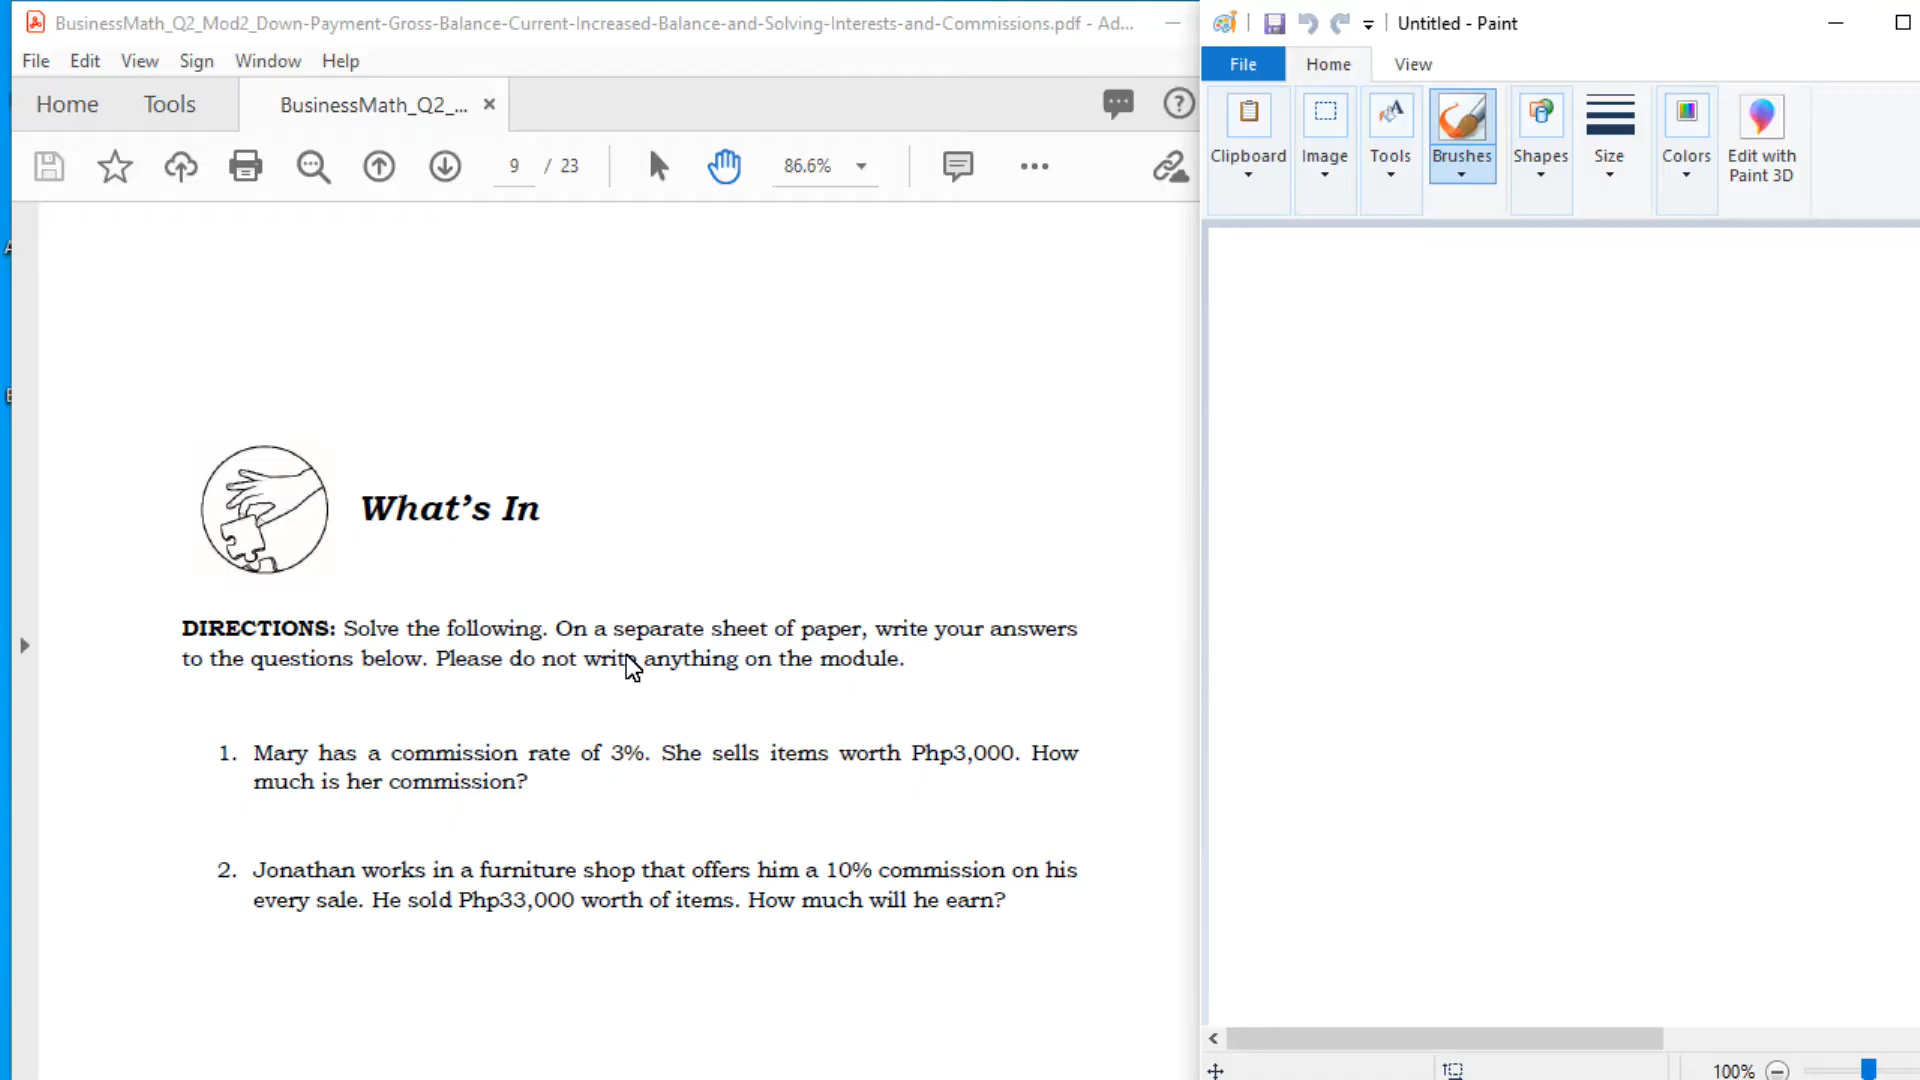 BusinessMath_Q2_Mod2_Down-Payment-Gross-Balance-Current-Increased-Balance-and-Solving-Interests-and-Commissions.pdf - Ad...
File Edit View Sign Window Help
Home Tools BusinessMath_Q2_...
9 / 23 86.6%
What's In
DIRECTIONS: Solve the following. On a separate sheet of paper, write your answers
to the questions below. Please do not write anything on the module.
1. Mary has a commission rate of 3%. She sells items worth Php3,000. How
much is her commission?
2. Jonathan works in a furniture shop that offers him a 10% commission on his
every sale. He sold Php33,000 worth of items. How much will he earn?
Untitled - Paint
File Home View
Clipboard Image Tools Brushes Shapes Size Colors Edit with
Paint 3D
100%